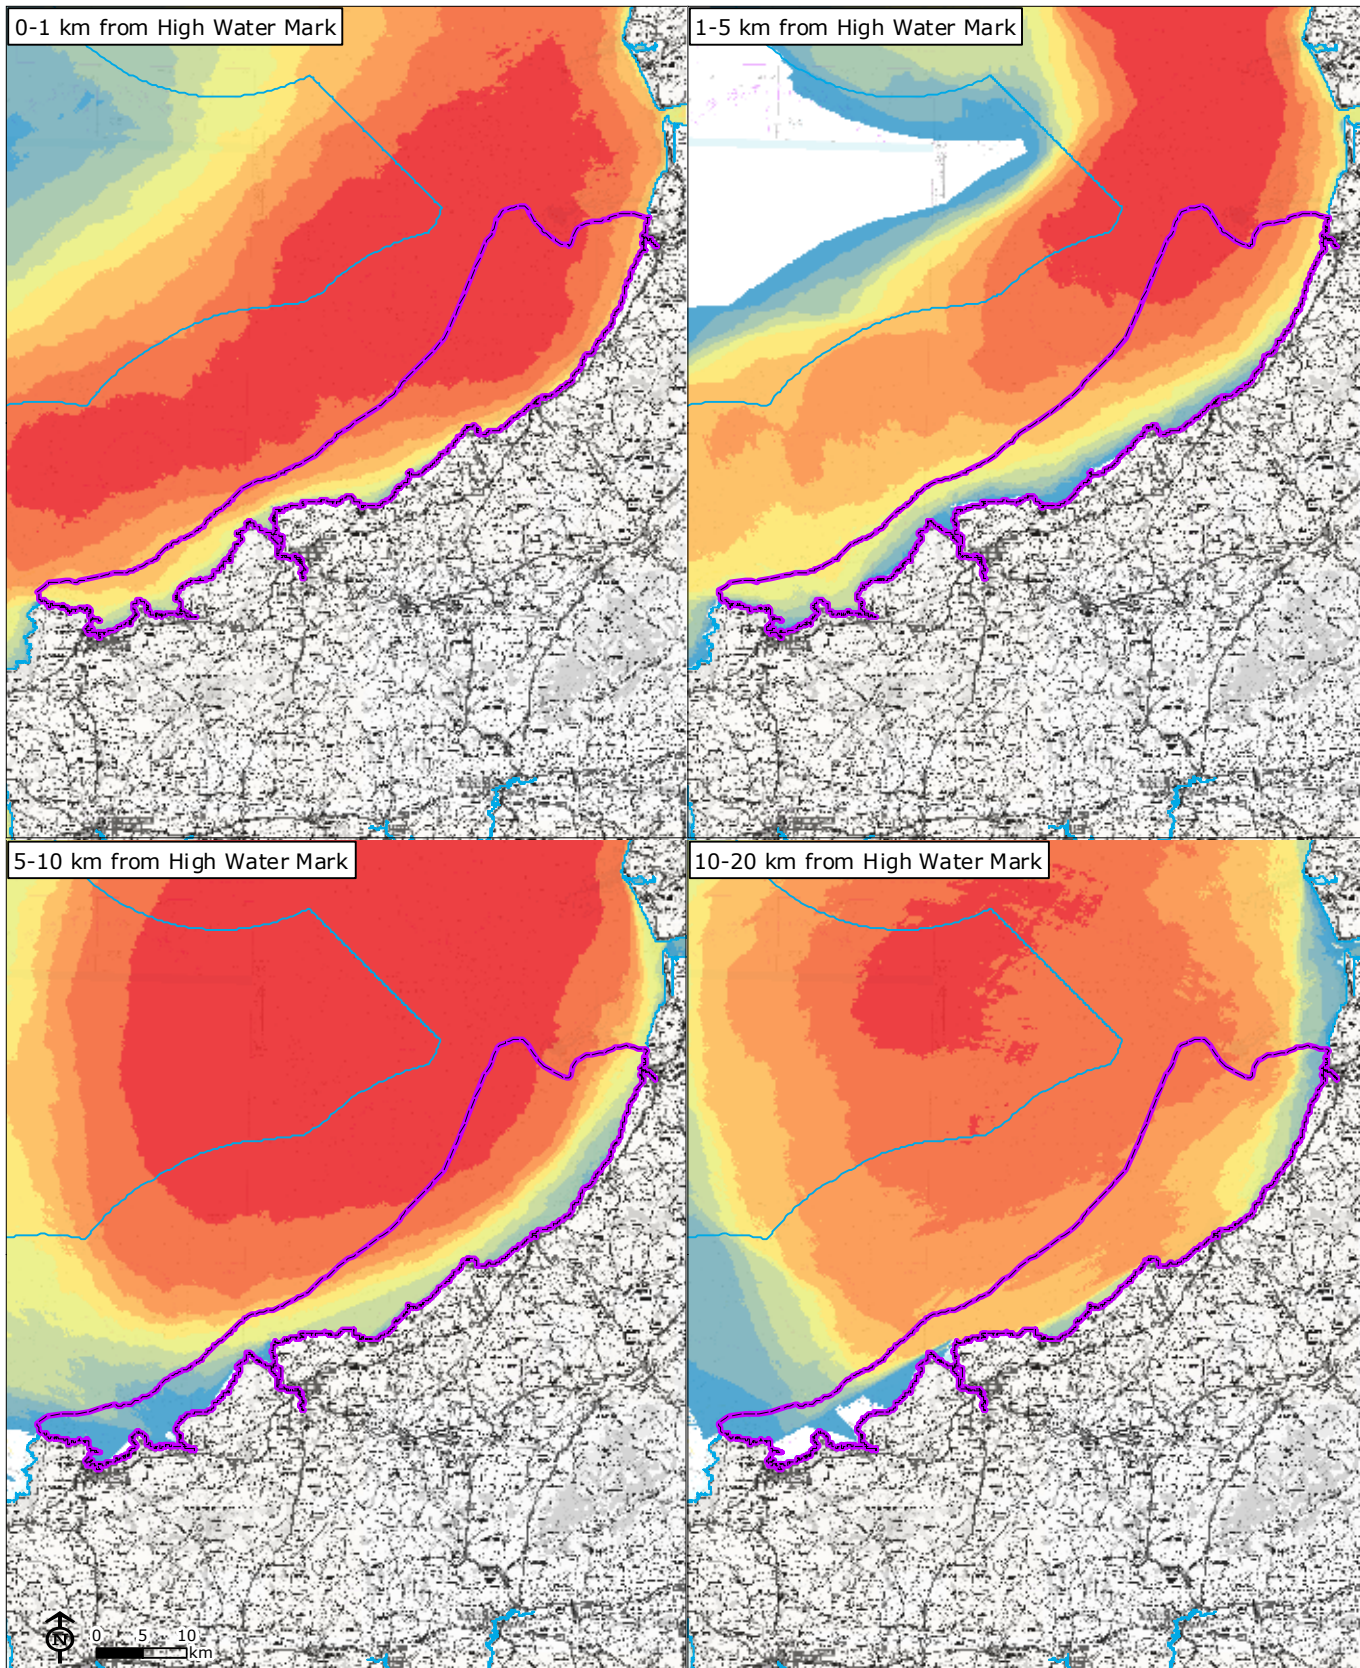 0-1 km from High Water Mark
1-5 km from High Water Mark
5-10 km from High Water Mark
10-20 km from High Water Mark
N
0 5 10
km